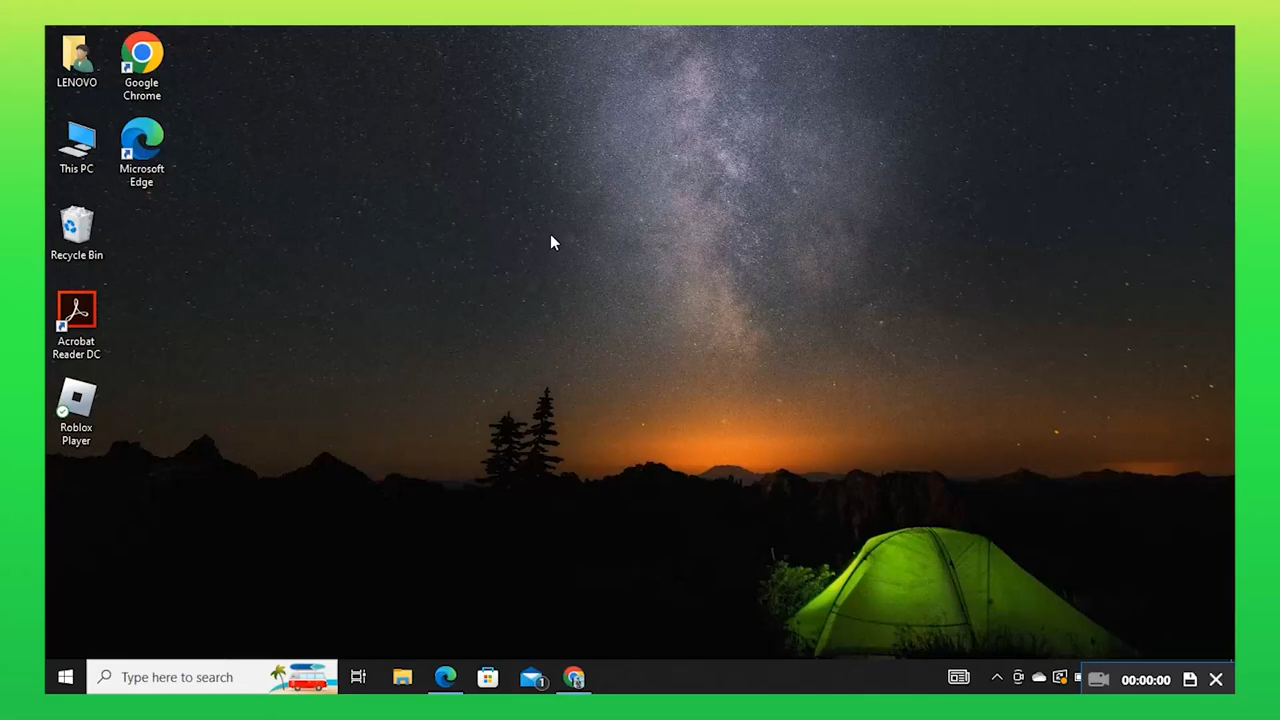 LENOVO
Google
Chrome
This PC
Microsoft
Edge
Recycle Bin
Acrobat
Reader DC
Roblox
Player
Type here to search
1
00:00:00